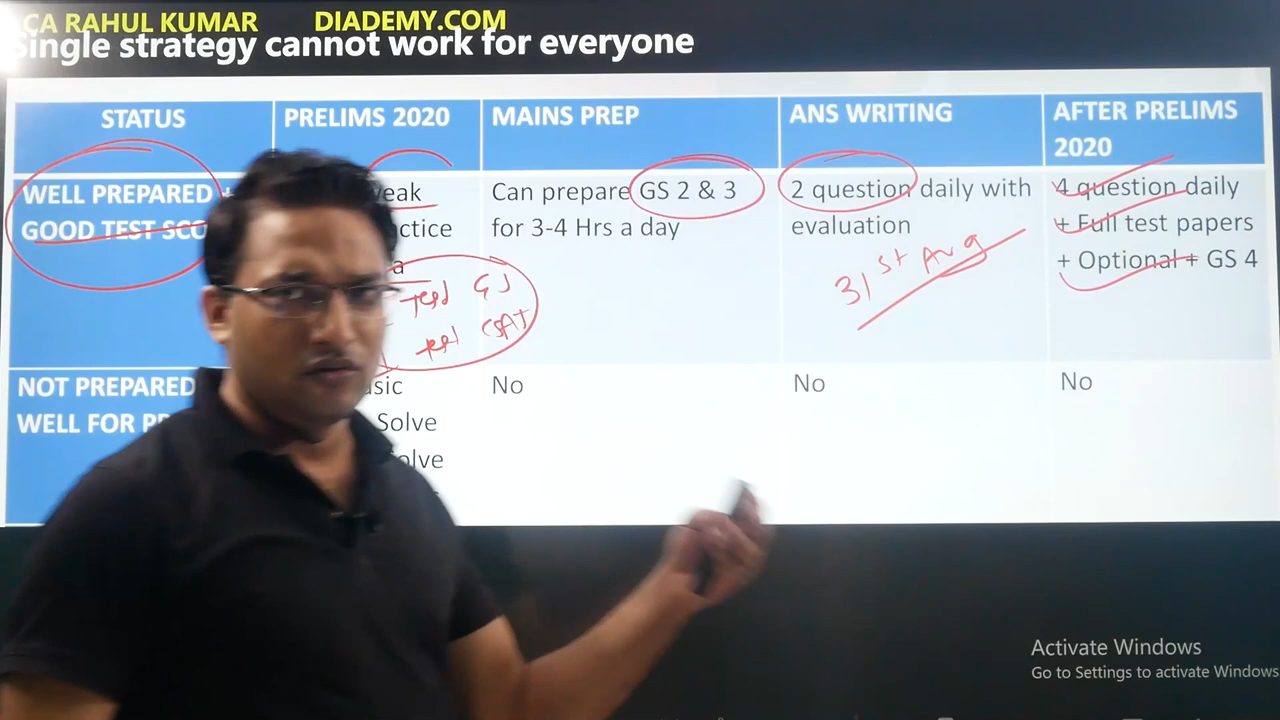 CA RAHUL KUMAR DIADEMY.COM
Single strategy cannot work for everyone
STATUS PRELIMS 2020 MAINS PREP ANS WRITING AFTER PRELIMS
2020
WELL PREPARED + eak Can prepare GS 2 & 3 2 question daily with 4 question daily
GOOD TEST SCO ctice for 3-4 Hrs a day evaluation + Full test papers
a + Optional + GS 4
31st Aug
CSAT
NOT PREPARED sic No No No
WELL FOR PR Solve
olve
Activate Windows
Go to Settings to activate Windows